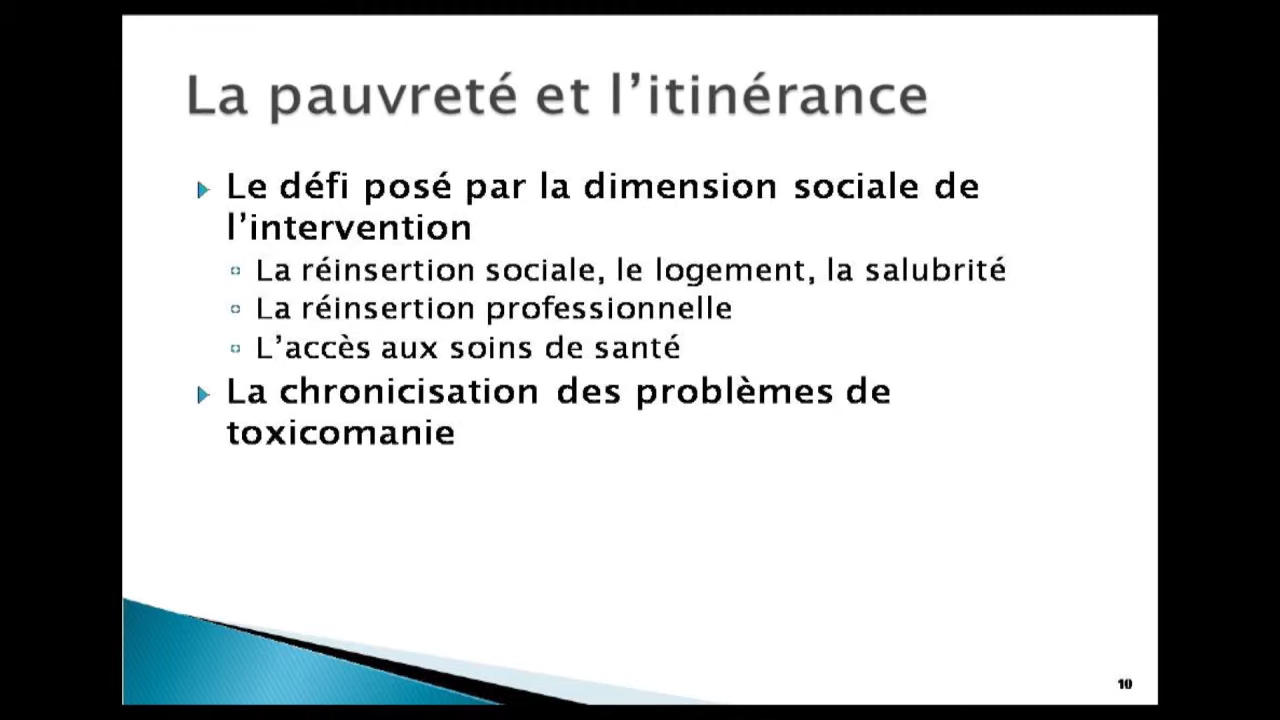 La pauvreté et l’itinérance
Le défi posé par la dimension sociale de
l’intervention
La réinsertion sociale, le logement, la salubrité
La réinsertion professionnelle
L’accès aux soins de santé
La chronicisation des problèmes de
toxicomanie
10